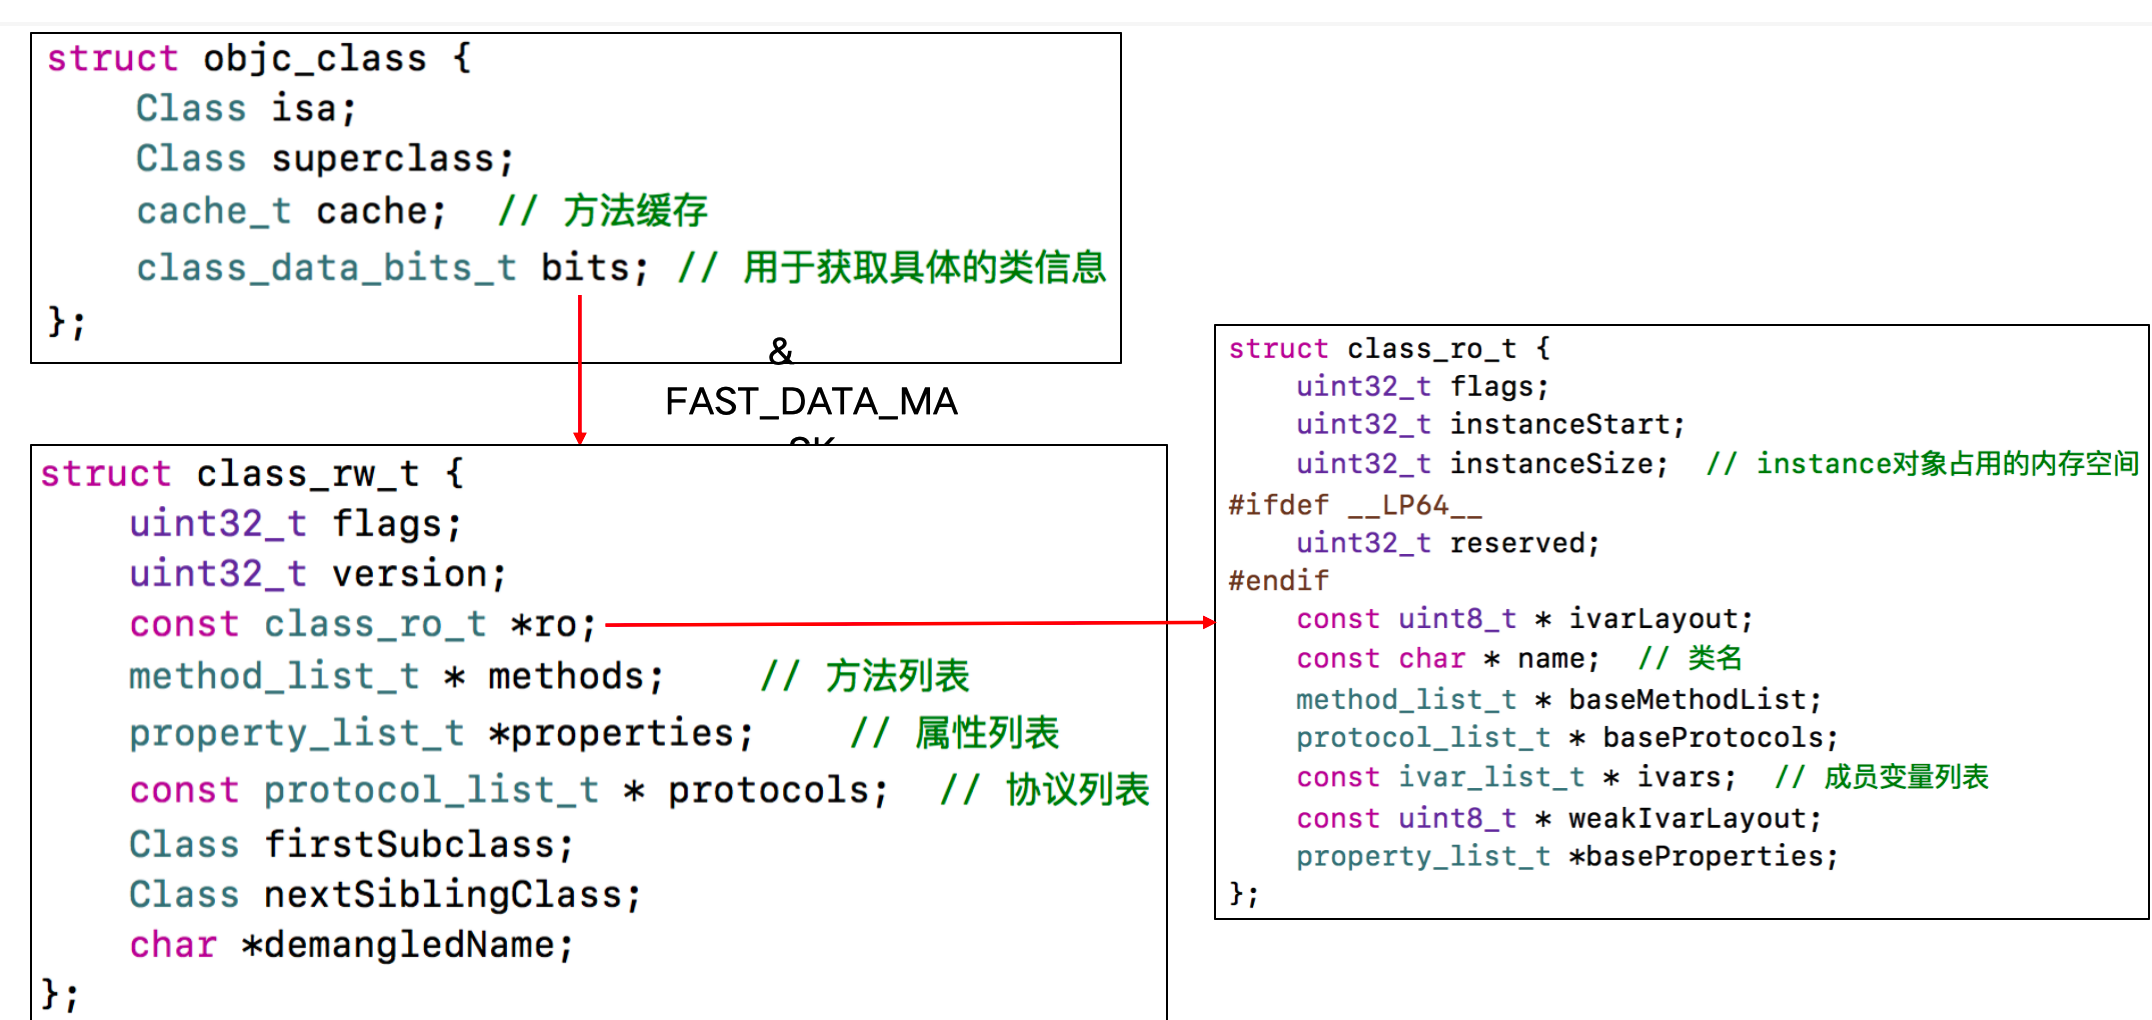 struct objc_class {
    Class isa;
    Class superclass;
    cache_t cache;  // 方法缓存
    class_data_bits_t bits; // 用于获取具体的类信息
};
&
FAST_DATA_MA
SK
struct class_rw_t {
    uint32_t flags;
    uint32_t version;
    const class_ro_t *ro;
    method_list_t * methods;    // 方法列表
    property_list_t *properties;    // 属性列表
    const protocol_list_t * protocols;  // 协议列表
    Class firstSubclass;
    Class nextSiblingClass;
    char *demangledName;
};
struct class_ro_t {
    uint32_t flags;
    uint32_t instanceStart;
    uint32_t instanceSize;  // instance对象占用的内存空间
#ifdef __LP64__
    uint32_t reserved;
#endif
    const uint8_t * ivarLayout;
    const char * name;  // 类名
    method_list_t * baseMethodList;
    protocol_list_t * baseProtocols;
    const ivar_list_t * ivars;  // 成员变量列表
    const uint8_t * weakIvarLayout;
    property_list_t *baseProperties;
};